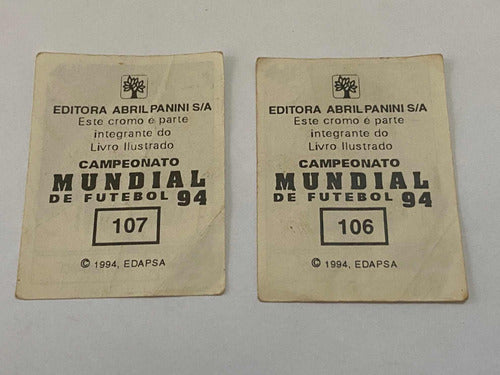 EDITORA ABRILPANINI S/A
Este cromo é parte
integrante do
Livro Ilustrado
CAMPEONATO
MUNDIAL
DE FUTEBOL 94
107
© 1994, EDAPSA
EDITORA ABRILPANINI S/A
Este cromo é parte
integrante do
Livro Ilustrado
CAMPEONATO
MUNDIAL
DE FUTEBOL 94
106
© 1994, EDAPSA